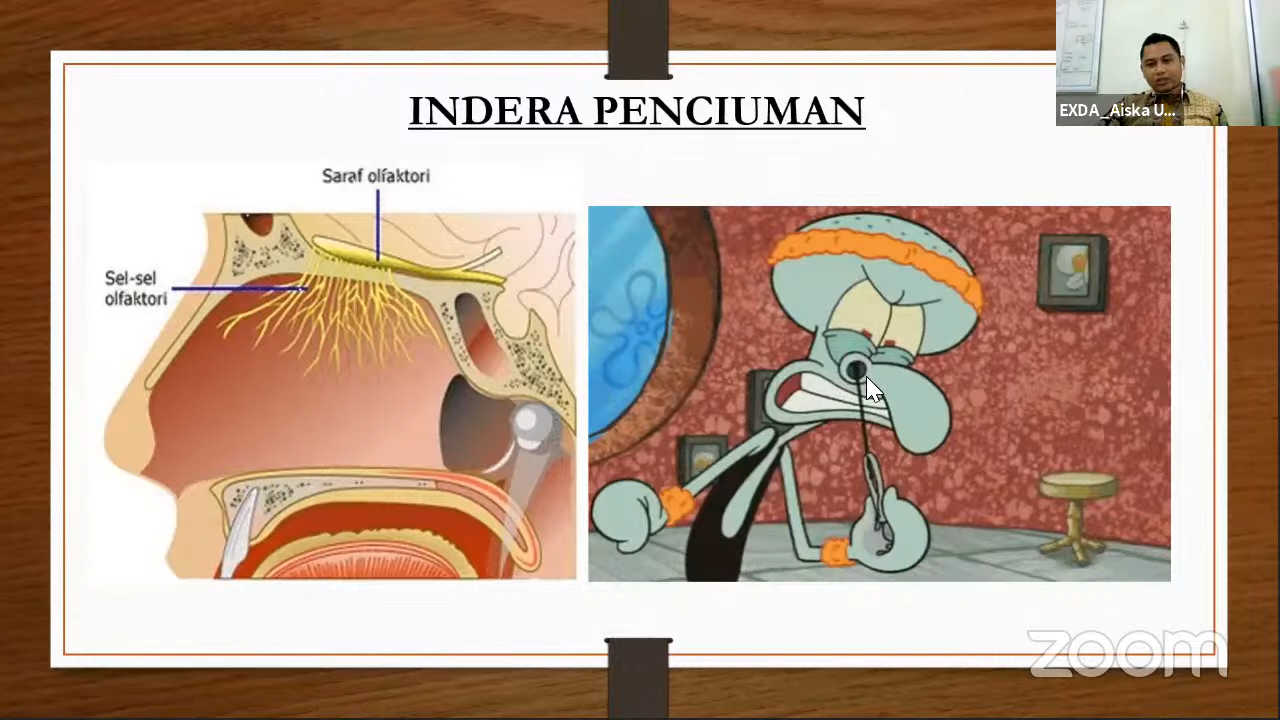 EXDA_Aiska U...
INDERA PENCIUMAN
Saraf olfaktori
Sel-sel
olfaktori
zoom